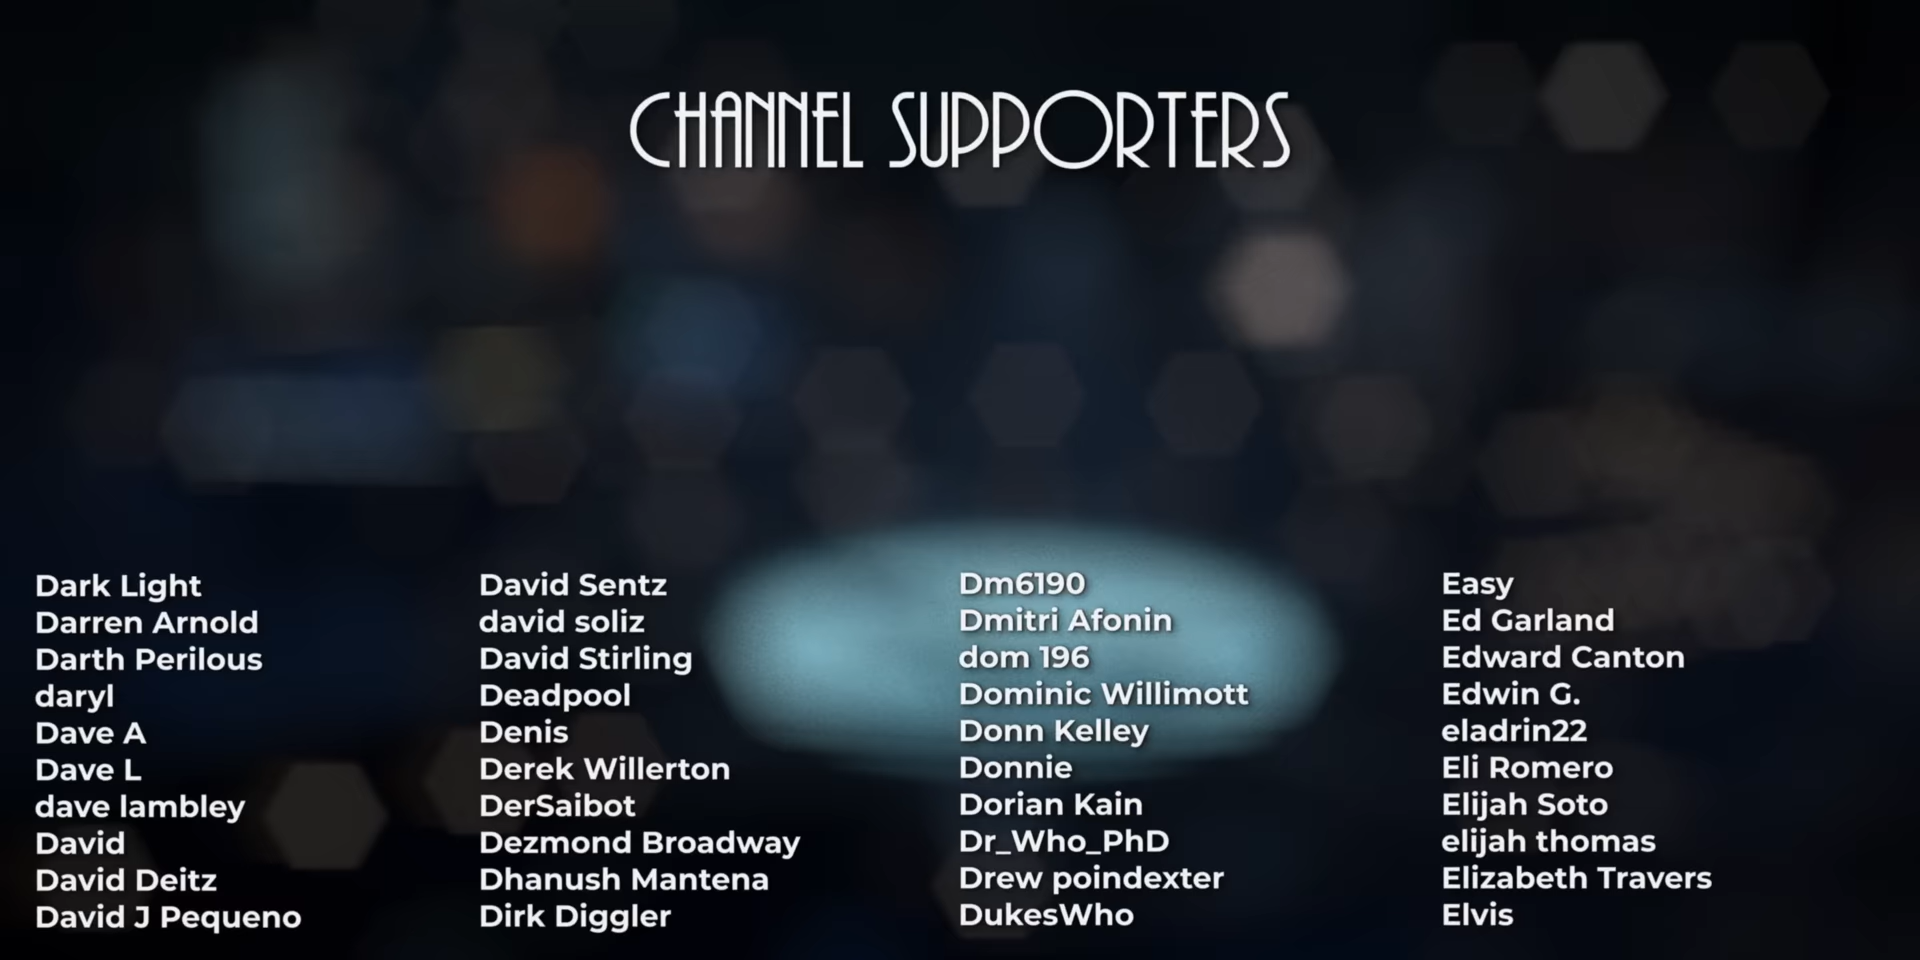 CHANNEL SUPPORTERS
Dark Light
Darren Arnold
Darth Perilous
daryl
Dave A
Dave L
dave lambley
David
David Deitz
David J Pequeno
David Sentz
david soliz
David Stirling
Deadpool
Denis
Derek Willerton
DerSaibot
Dezmond Broadway
Dhanush Mantena
Dirk Diggler
Dm6190
Dmitri Afonin
dom 196
Dominic Willimott
Donn Kelley
Donnie
Dorian Kain
Dr_Who_PhD
Drew poindexter
DukesWho
Easy
Ed Garland
Edward Canton
Edwin G.
eladrin22
Eli Romero
Elijah Soto
elijah thomas
Elizabeth Travers
Elvis